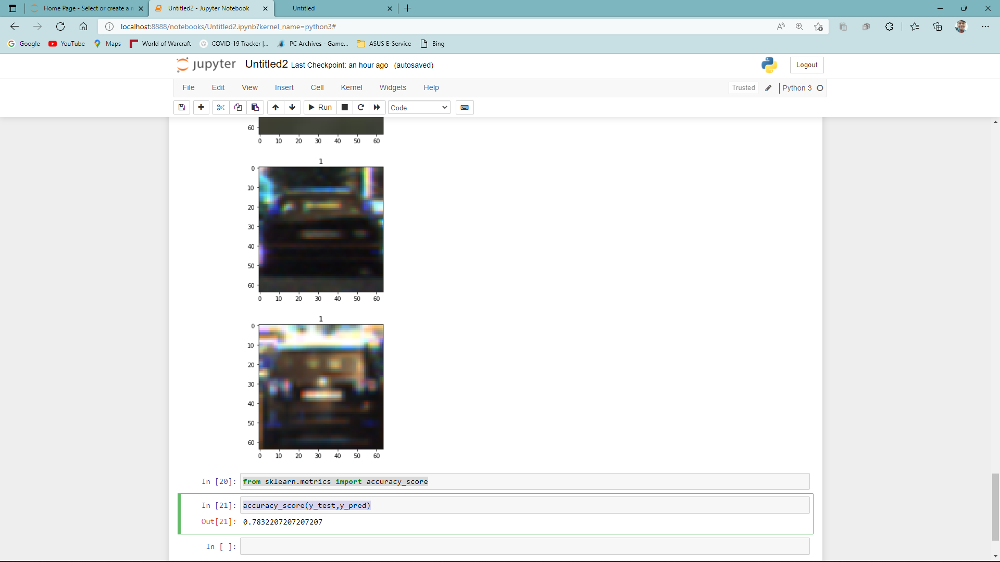 Home Page - Select or create a n
Untitled2 - Jupyter Notebook
Untitled
localhost:8888/notebooks/Untitled2.ipynb?kernel_name=python3#
Google YouTube Maps World of Warcraft COVID-19 Tracker |... PC Archives - Game... ASUS E-Service Bing
jupyter Untitled2 Last Checkpoint: an hour ago (autosaved) Logout
File Edit View Insert Cell Kernel Widgets Help Trusted Python 3
Run Code
60
0 10 20 30 40 50 60
1
0
10
20
30
40
50
60
0 10 20 30 40 50 60
1
0
10
20
30
40
50
60
0 10 20 30 40 50 60
In [20]: from sklearn.metrics import accuracy_score
In [21]: accuracy_score(y_test,y_pred)
Out[21]: 0.7832207207207207
In [ ]: